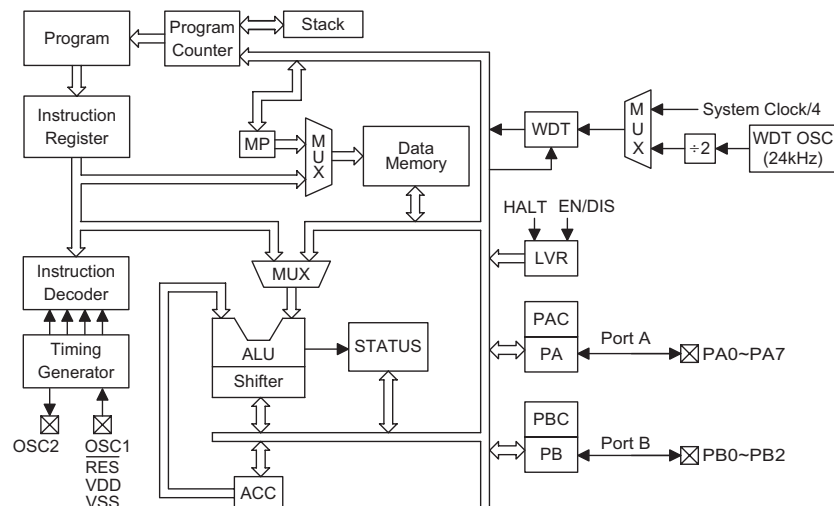 Program
Program
Counter
Stack
Instruction
Register
MP
MUX
Data
Memory
WDT
MUX
System Clock/4
÷2
WDT OSC
(24kHz)
HALT
EN/DIS
LVR
Instruction
Decoder
MUX
ALU
Shifter
STATUS
PAC
PA
Port A
PA0~PA7
Timing
Generator
OSC2
OSC1
RES
VDD
VSS
PBC
PB
Port B
PB0~PB2
ACC